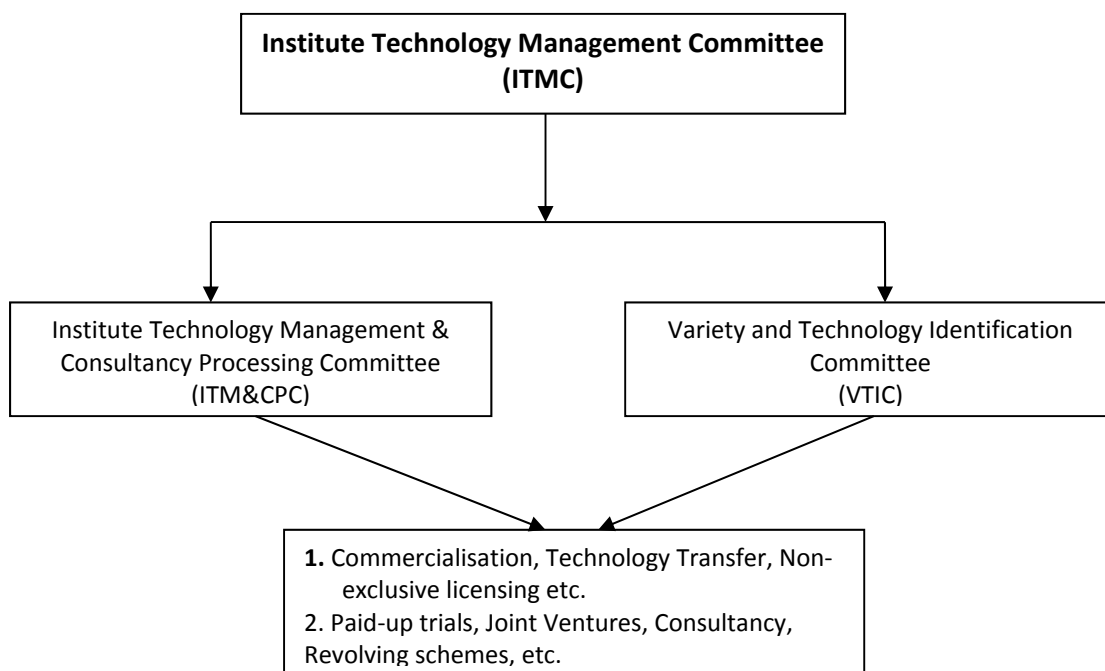 Institute Technology Management Committee
(ITMC)
Institute Technology Management &
Consultancy Processing Committee
(ITM&CPC)
Variety and Technology Identification
Committee
(VTIC)
1. Commercialisation, Technology Transfer, Non-
exclusive licensing etc.
2. Paid-up trials, Joint Ventures, Consultancy,
Revolving schemes, etc.